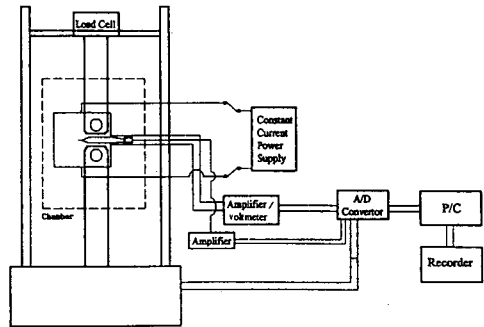 Load Cell
Chamber
Constant
Current
Power
Supply
Amplifier /
voltmeter
Amplifier
A/D
Convertor
P/C
Recorder